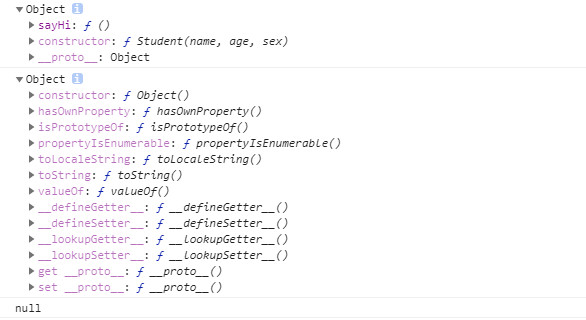 ▼Object i
▶sayHi: ƒ ()
▶constructor: ƒ Student(name, age, sex)
▶__proto__: Object
▼Object i
▶constructor: ƒ Object()
▶hasOwnProperty: ƒ hasOwnProperty()
▶isPrototypeOf: ƒ isPrototypeOf()
▶propertyIsEnumerable: ƒ propertyIsEnumerable()
▶toLocaleString: ƒ toLocaleString()
▶toString: ƒ toString()
▶valueOf: ƒ valueOf()
▶__defineGetter__: ƒ __defineGetter__()
▶__defineSetter__: ƒ __defineSetter__()
▶__lookupGetter__: ƒ __lookupGetter__()
▶__lookupSetter__: ƒ __lookupSetter__()
▶get __proto__: ƒ __proto__()
▶set __proto__: ƒ __proto__()
null